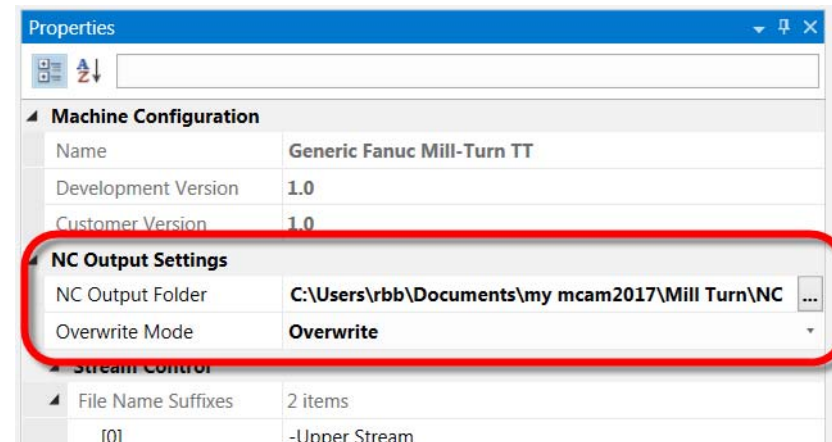 Properties
Machine Configuration
Name Generic Fanuc Mill-Turn TT
Development Version 1.0
Customer Version 1.0
NC Output Settings
NC Output Folder C:\Users\rbb\Documents\my mcam2017\Mill Turn\NC ...
Overwrite Mode Overwrite
Stream Control
File Name Suffixes 2 items
[0] -Upper Stream